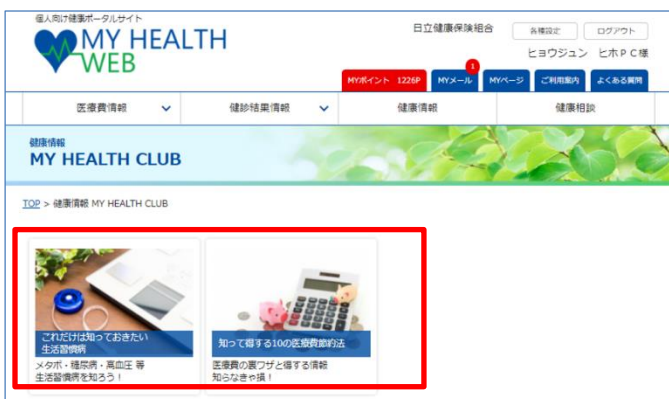 個人向け健康ポータルサイト
MY HEALTH
WEB
日立健康保険組合
各種設定
ログアウト
ヒョウジュン ヒホPC様
MYポイント 1226P
MYメール
1
MYページ
ご利用案内
よくある質問
医療費情報
健診結果情報
健康情報
健康相談
健康情報
MY HEALTH CLUB
TOP > 健康情報 MY HEALTH CLUB
これだけは知っておきたい
生活習慣病
メタボ・糖尿病・高血圧 等
生活習慣病を知ろう！
知って得する10の医療費節約法
医療費の裏ワザと得する情報
知らなきゃ損！